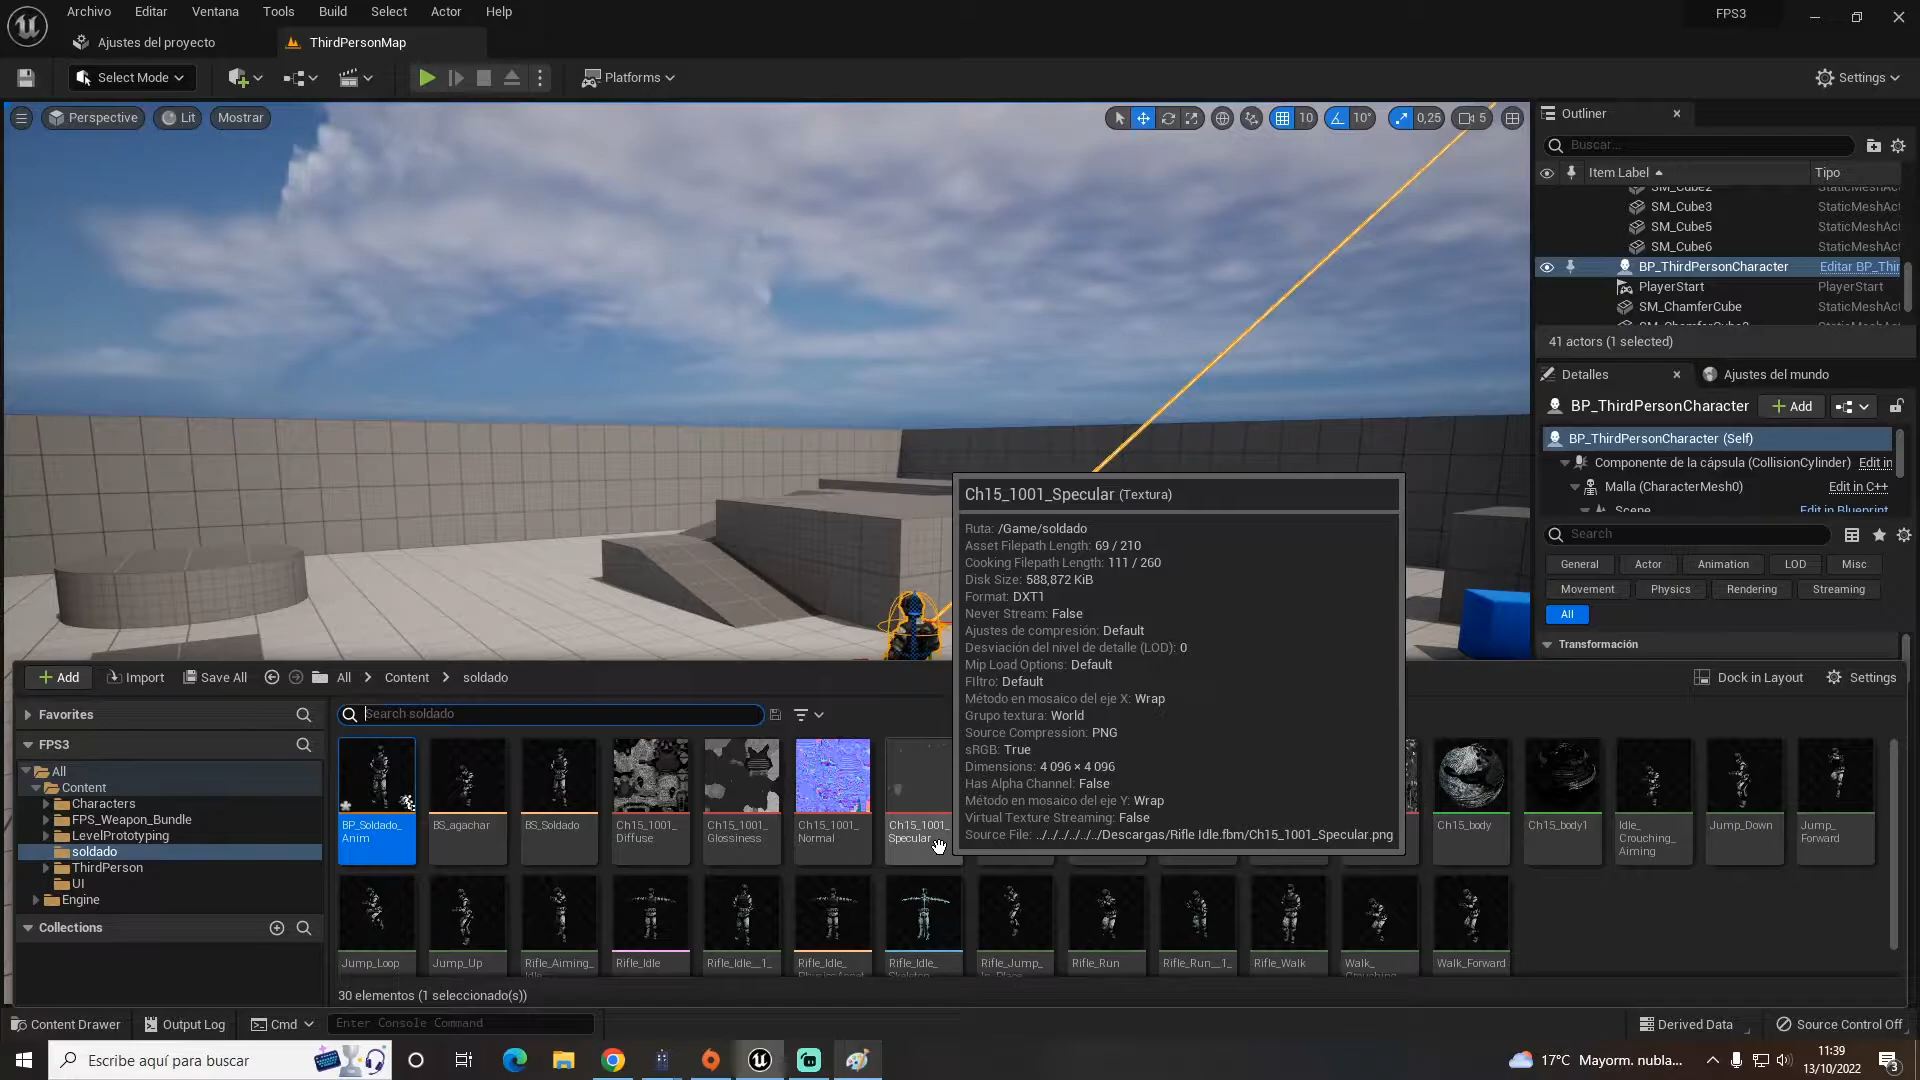 Archivo Editar Ventana Tools Build Select Actor Help
FPS3
Ajustes del proyecto
ThirdPersonMap
Select Mode
Platforms
Settings
Perspective
Lit
Mostrar
10
10°
0,25
5
Outliner
Buscar...
Item Label
Tipo
SM_Cube2 StaticMeshAct
SM_Cube3 StaticMeshAct
SM_Cube5 StaticMeshAct
SM_Cube6 StaticMeshAct
BP_ThirdPersonCharacter Editar BP_Thir
PlayerStart PlayerStart
SM_ChamferCube StaticMeshAct
41 actors (1 selected)
Detalles
Ajustes del mundo
BP_ThirdPersonCharacter
Add
BP_ThirdPersonCharacter (Self)
Componente de la cápsula (CollisionCylinder) Edit in
Malla (CharacterMesh0) Edit in C++
Scene Edit in Blueprint
Search
General Actor Animation LOD Misc
Movement Physics Rendering Streaming
All
Transformación
Ch15_1001_Specular (Textura)
Ruta: /Game/soldado
Asset Filepath Length: 69 / 210
Cooking Filepath Length: 111 / 260
Disk Size: 588,872 KiB
Format: DXT1
Never Stream: False
Ajustes de compresión: Default
Desviación del nivel de detalle (LOD): 0
Mip Load Options: Default
FIltro: Default
Método en mosaico del eje X: Wrap
Grupo textura: World
Source Compression: PNG
sRGB: True
Dimensions: 4 096 × 4 096
Has Alpha Channel: False
Método en mosaico del eje Y: Wrap
Virtual Texture Streaming: False
Source File: ../../../../../../Descargas/Rifle Idle.fbm/Ch15_1001_Specular.png
Add
Import
Save All
All
Content
soldado
Dock in Layout
Settings
Favorites
FPS3
All
Content
Characters
FPS_Weapon_Bundle
LevelPrototyping
soldado
ThirdPerson
UI
Engine
Collections
Search soldado
BP_Soldado_
Anim
BS_agachar
BS_Soldado
Ch15_1001_
Diffuse
Ch15_1001_
Glossiness
Ch15_1001_
Normal
Ch15_1001_
Specular
Ch15_body
Ch15_body1
Idle_
Crouching_
Aiming
Jump_Down
Jump_
Forward
Jump_Loop
Jump_Up
Rifle_Aiming_
Idle
Rifle_Idle
Rifle_Idle__1_
Rifle_Idle_
PhysicsAsset
Rifle_Idle_
Skeleton
Rifle_Jump_
In_Place
Rifle_Run
Rifle_Run__1_
Rifle_Walk
Walk_
Crouching
Walk_Forward
30 elementos (1 seleccionado(s))
Content Drawer
Output Log
Cmd
Enter Console Command
Derived Data
Source Control Off
Escribe aquí para buscar
17°C Mayorm. nubla...
11:39
13/10/2022
3